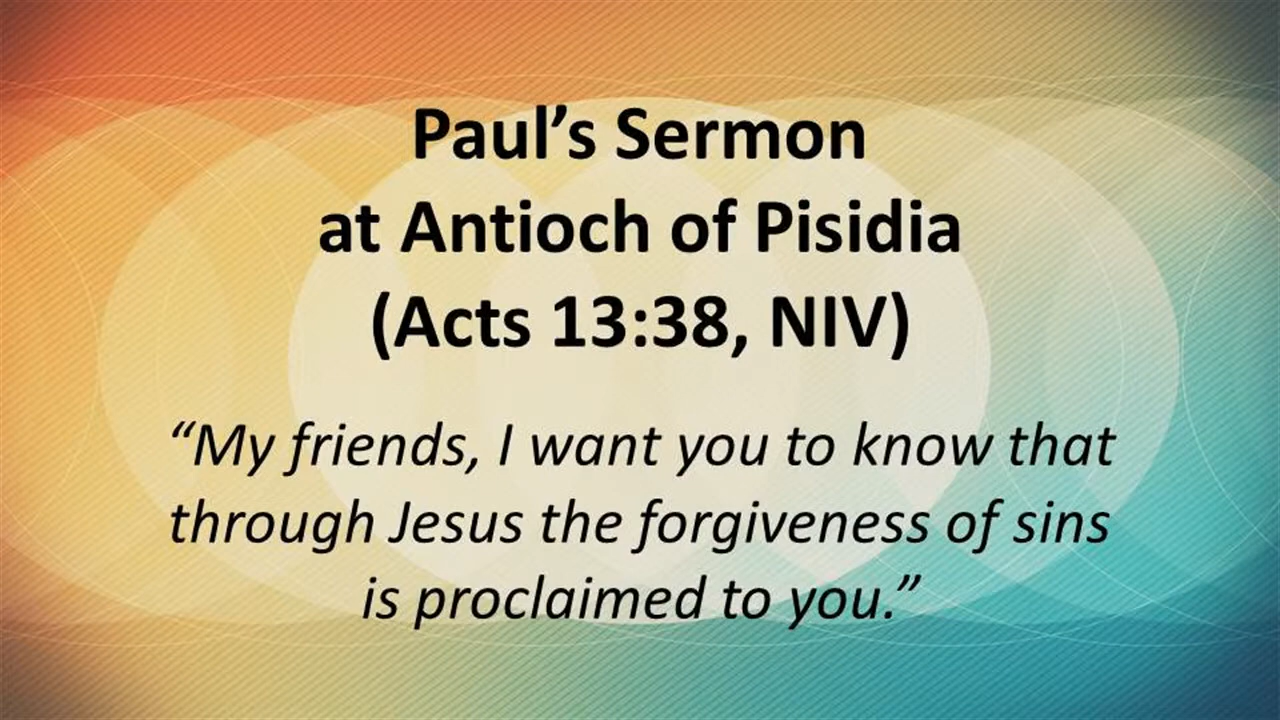 Paul’s Sermon
at Antioch of Pisidia
(Acts 13:38, NIV)
“My friends, I want you to know that
through Jesus the forgiveness of sins
is proclaimed to you.”